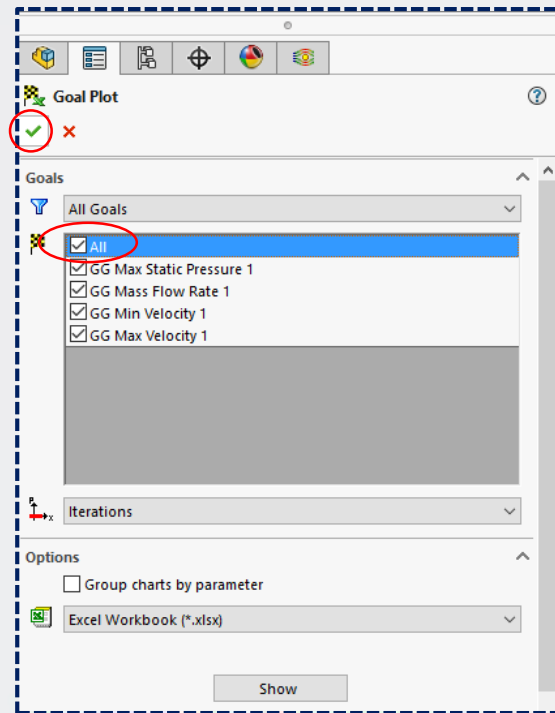 Goal Plot
Goals
All Goals
All
GG Max Static Pressure 1
GG Mass Flow Rate 1
GG Min Velocity 1
GG Max Velocity 1
Iterations
Options
Group charts by parameter
Excel Workbook (*.xlsx)
Show